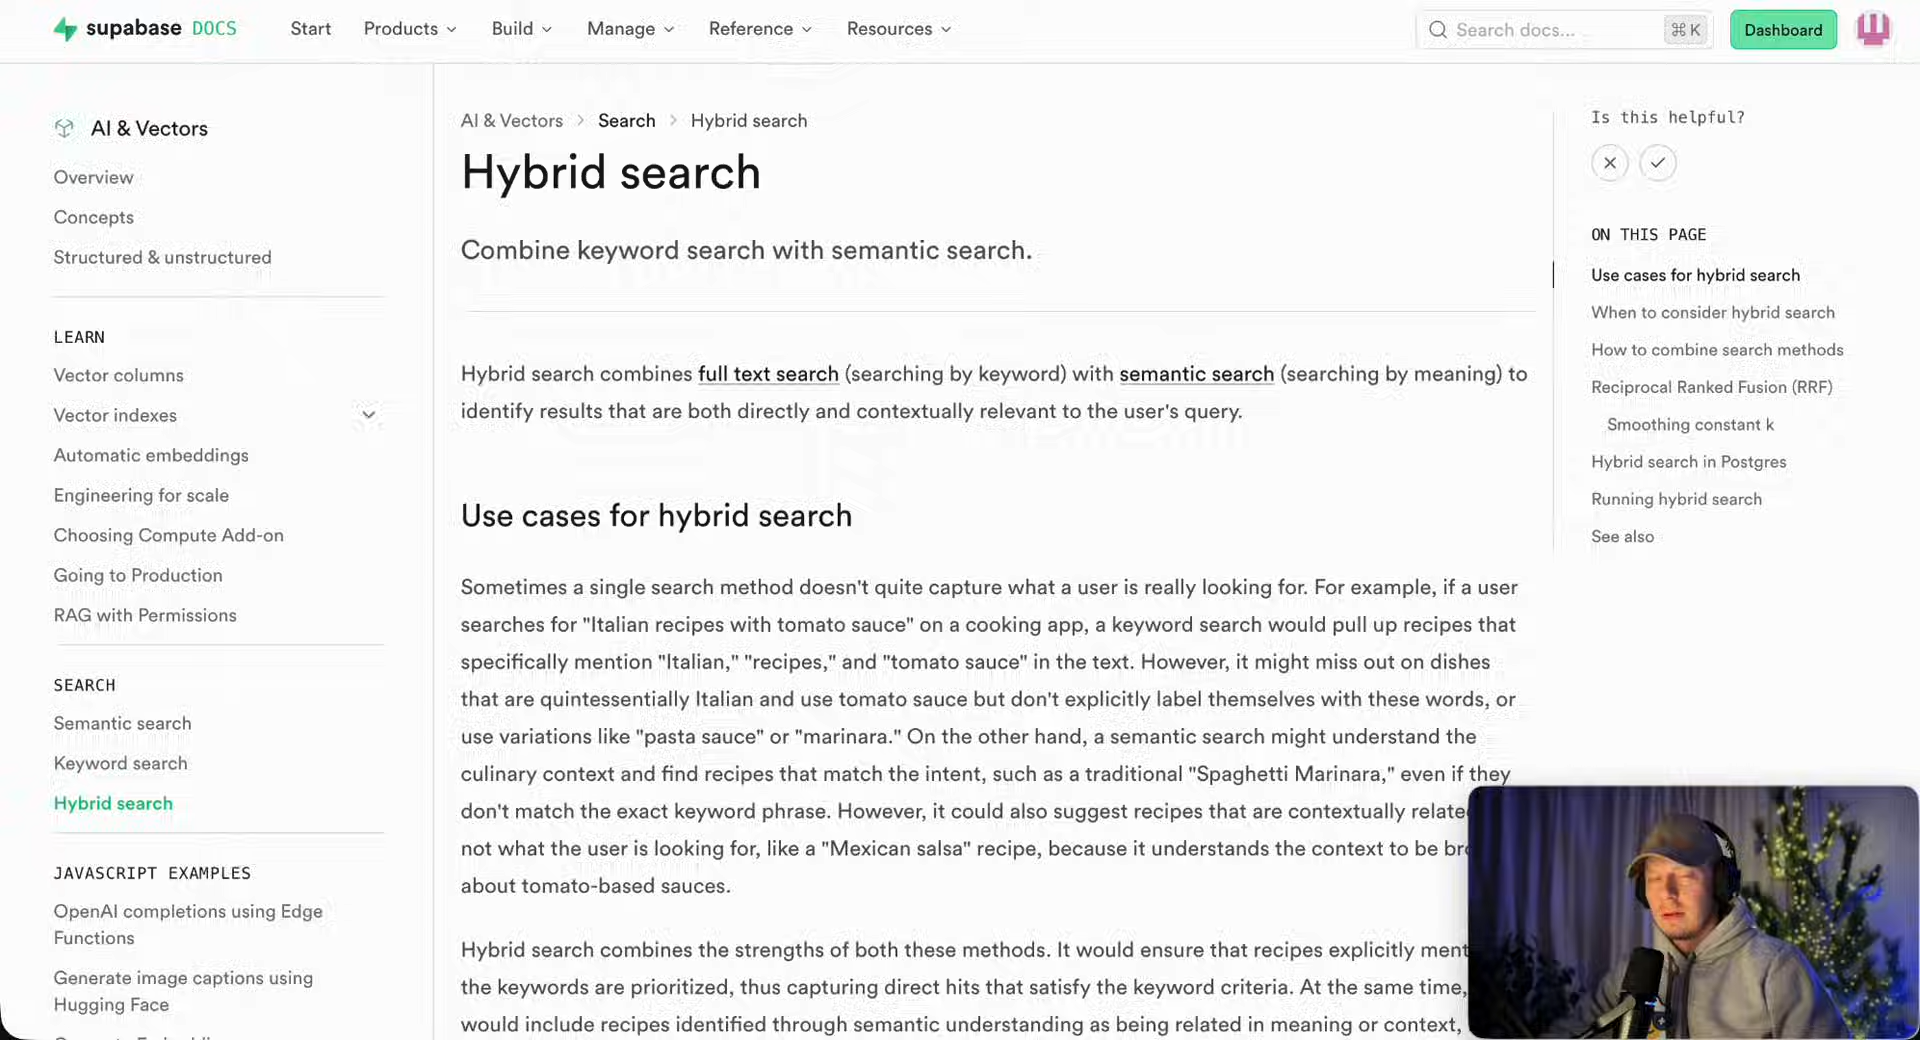 supabase DOCS
Start
Products
Build
Manage
Reference
Resources
Search docs...
⌘K
Dashboard
AI & Vectors
Overview
Concepts
Structured & unstructured
LEARN
Vector columns
Vector indexes
Automatic embeddings
Engineering for scale
Choosing Compute Add-on
Going to Production
RAG with Permissions
SEARCH
Semantic search
Keyword search
Hybrid search
JAVASCRIPT EXAMPLES
OpenAI completions using Edge
Functions
Generate image captions using
Hugging Face
AI & Vectors > Search > Hybrid search
Hybrid search
Combine keyword search with semantic search.
Hybrid search combines full text search (searching by keyword) with semantic search (searching by meaning) to
identify results that are both directly and contextually relevant to the user's query.
Use cases for hybrid search
Sometimes a single search method doesn't quite capture what a user is really looking for. For example, if a user
searches for "Italian recipes with tomato sauce" on a cooking app, a keyword search would pull up recipes that
specifically mention "Italian," "recipes," and "tomato sauce" in the text. However, it might miss out on dishes
that are quintessentially Italian and use tomato sauce but don't explicitly label themselves with these words, or
use variations like "pasta sauce" or "marinara." On the other hand, a semantic search might understand the
culinary context and find recipes that match the intent, such as a traditional "Spaghetti Marinara," even if they
don't match the exact keyword phrase. However, it could also suggest recipes that are contextually relate
not what the user is looking for, like a "Mexican salsa" recipe, because it understands the context to be br
about tomato-based sauces.
Hybrid search combines the strengths of both these methods. It would ensure that recipes explicitly ment
the keywords are prioritized, thus capturing direct hits that satisfy the keyword criteria. At the same time,
would include recipes identified through semantic understanding as being related in meaning or context,
Is this helpful?
ON THIS PAGE
Use cases for hybrid search
When to consider hybrid search
How to combine search methods
Reciprocal Ranked Fusion (RRF)
Smoothing constant k
Hybrid search in Postgres
Running hybrid search
See also